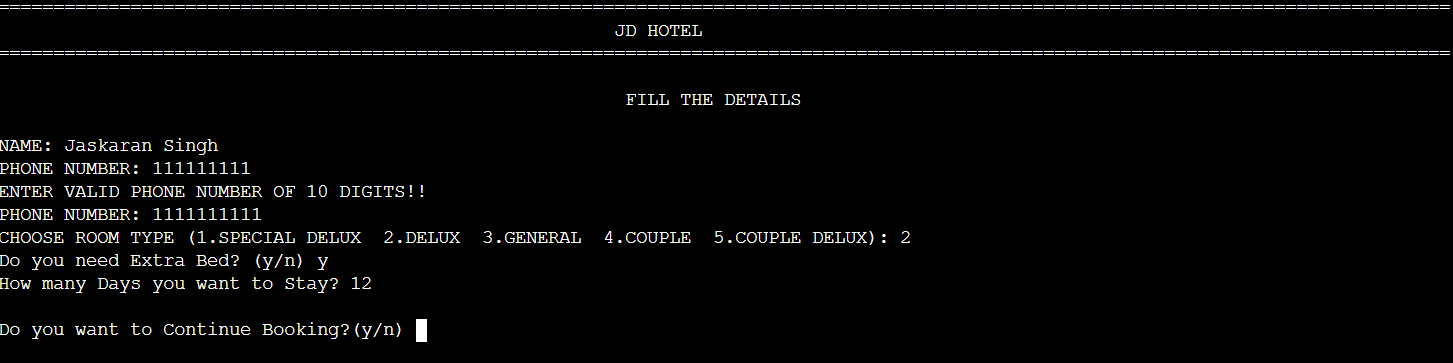 ====================================================================================================================================
JD HOTEL
====================================================================================================================================
FILL THE DETAILS
NAME: Jaskaran Singh
PHONE NUMBER: 111111111
ENTER VALID PHONE NUMBER OF 10 DIGITS!!
PHONE NUMBER: 1111111111
CHOOSE ROOM TYPE (1.SPECIAL DELUX  2.DELUX  3.GENERAL  4.COUPLE  5.COUPLE DELUX): 2
Do you need Extra Bed? (y/n) y
How many Days you want to Stay? 12
Do you want to Continue Booking?(y/n)